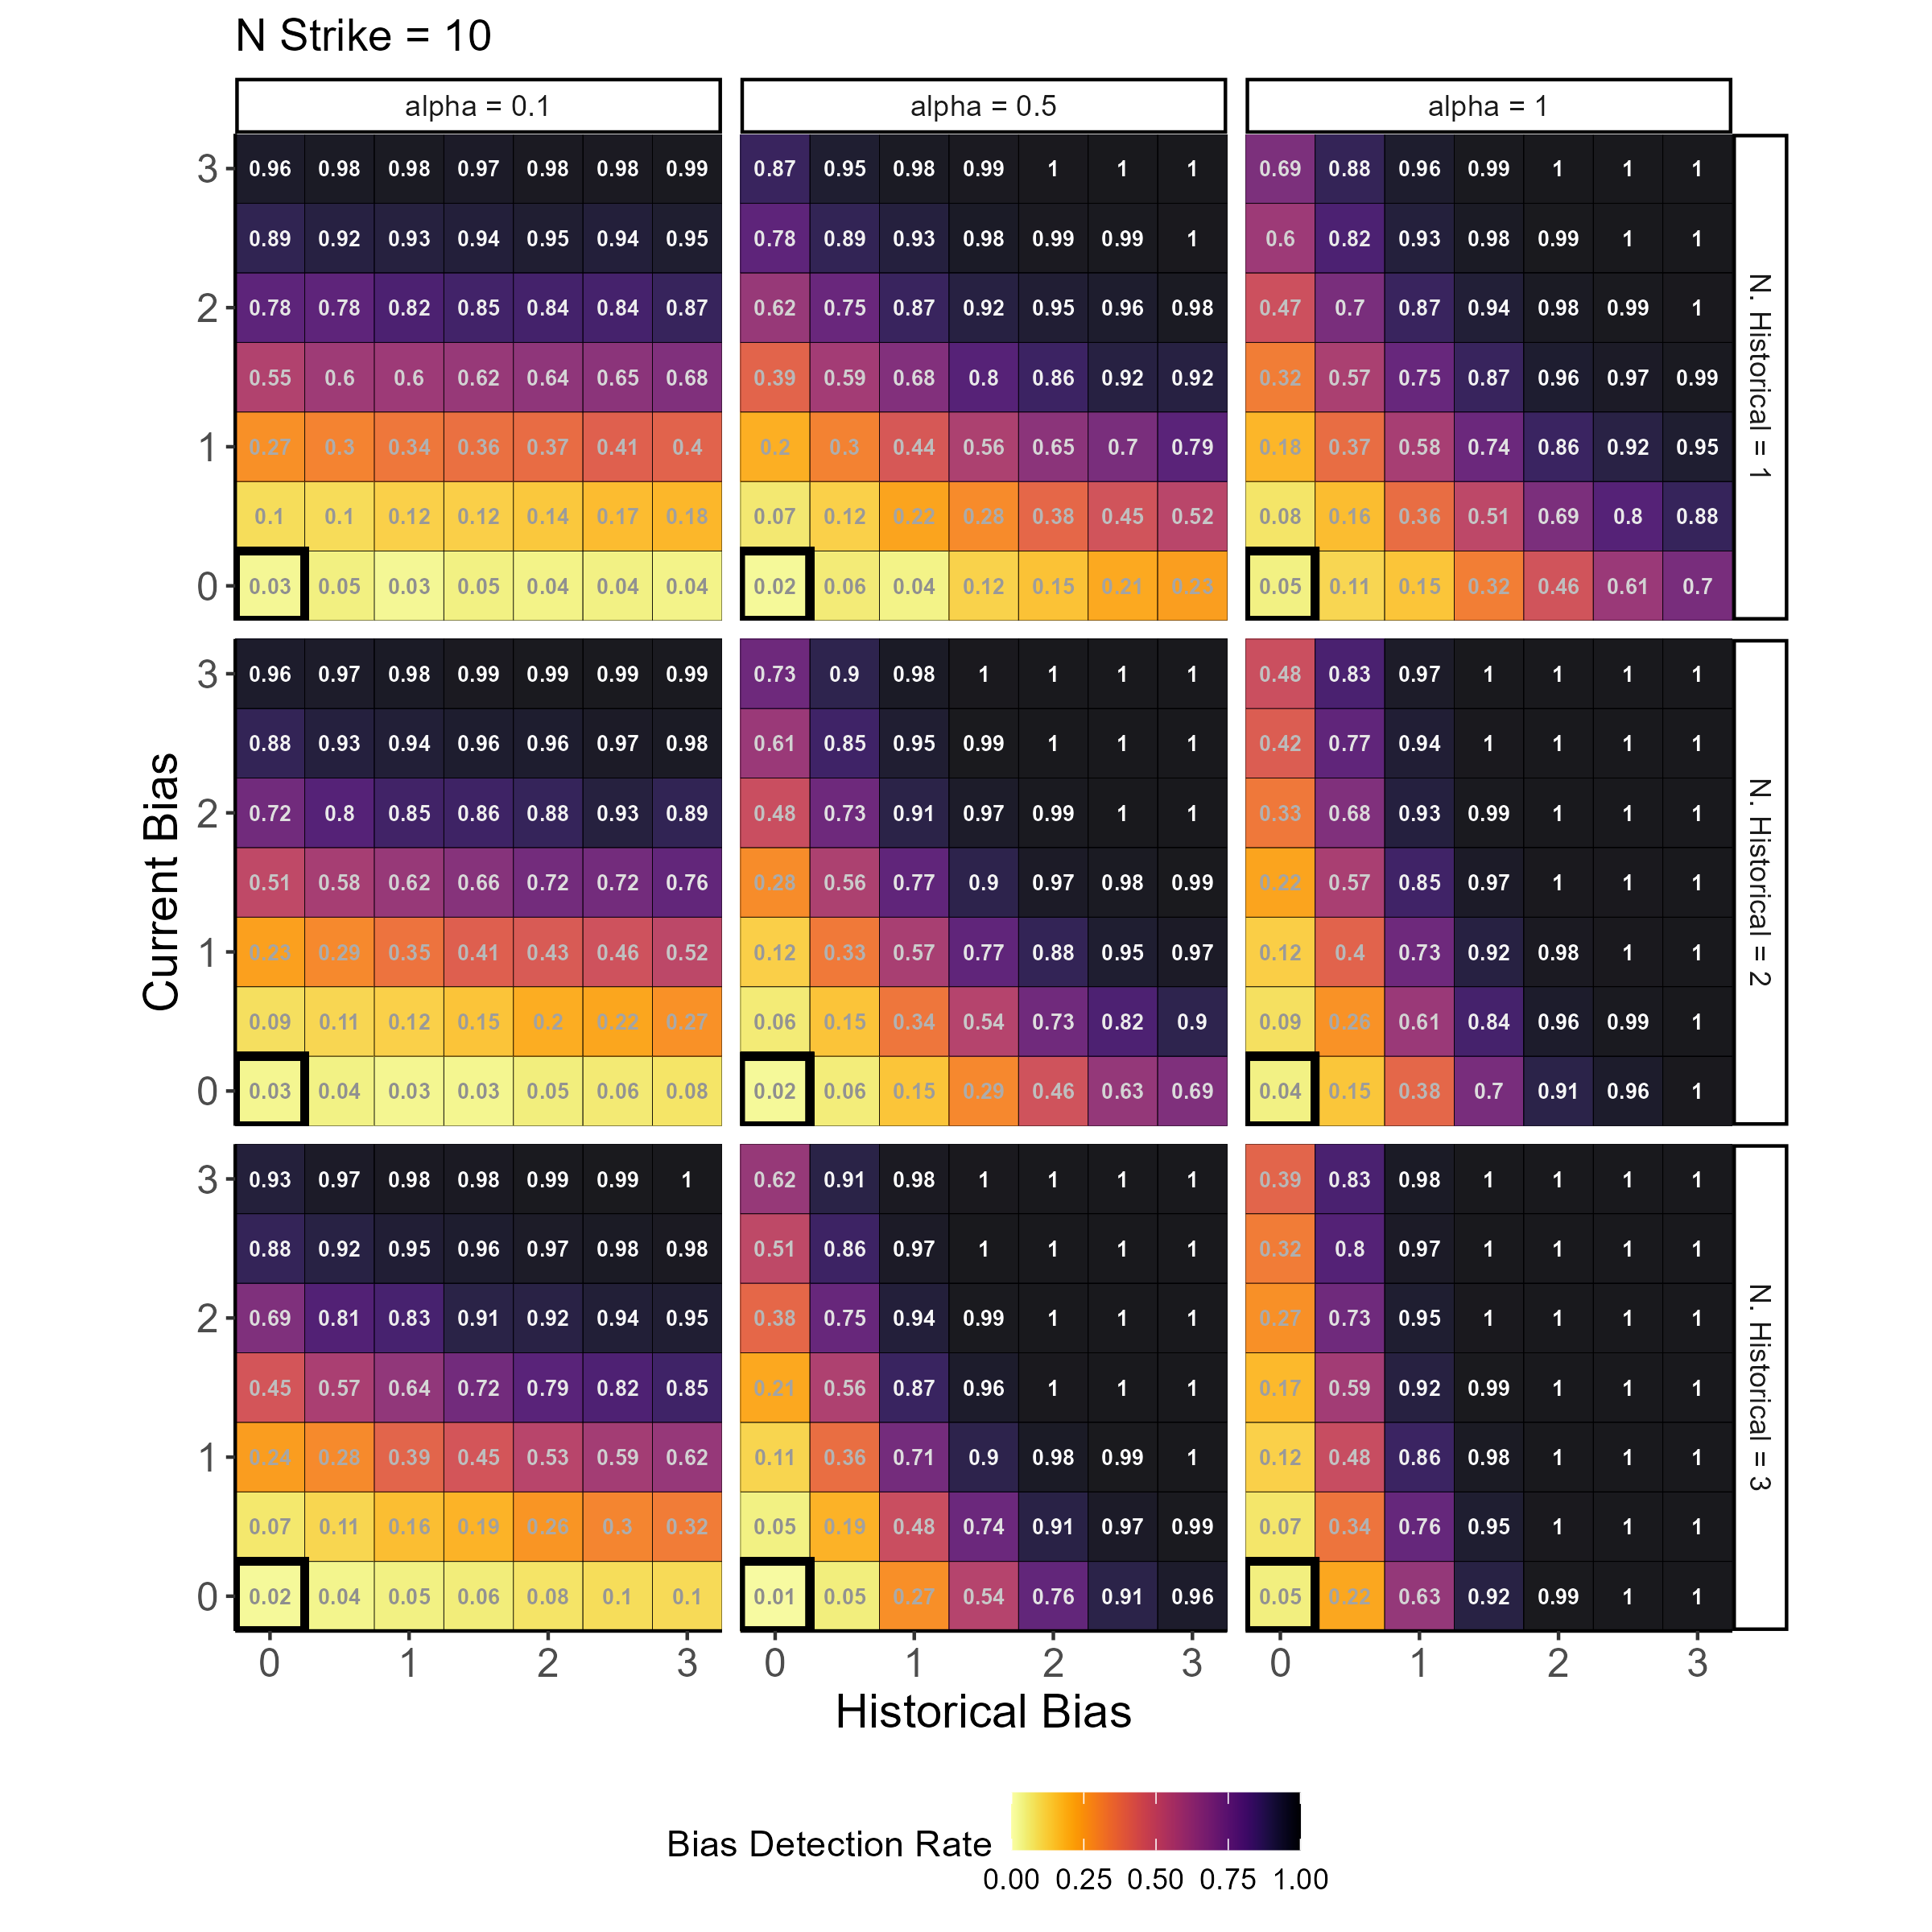 N Strike = 10
alpha = 0.1 alpha = 0.5 alpha = 1
3 0.96 0.98 0.98 0.97 0.98 0.98 0.99 0.87 0.95 0.98 0.99 1 1 1 0.69 0.88 0.96 0.99 1 1 1
0.89 0.92 0.93 0.94 0.95 0.94 0.95 0.78 0.89 0.93 0.98 0.99 0.99 1 0.6 0.82 0.93 0.98 0.99 1 1
2 0.78 0.78 0.82 0.85 0.84 0.84 0.87 0.62 0.75 0.87 0.92 0.95 0.96 0.98 0.47 0.7 0.87 0.94 0.98 0.99 1
0.55 0.6 0.6 0.62 0.64 0.65 0.68 0.39 0.59 0.68 0.8 0.86 0.92 0.92 0.32 0.57 0.75 0.87 0.96 0.97 0.99
1 0.27 0.3 0.34 0.36 0.37 0.41 0.4 0.2 0.3 0.44 0.56 0.65 0.7 0.79 0.18 0.37 0.58 0.74 0.86 0.92 0.95
0.1 0.1 0.12 0.12 0.14 0.17 0.18 0.07 0.12 0.22 0.28 0.38 0.45 0.52 0.08 0.16 0.36 0.51 0.69 0.8 0.88
0 0.03 0.05 0.03 0.05 0.04 0.04 0.04 0.02 0.06 0.04 0.12 0.15 0.21 0.23 0.05 0.11 0.15 0.32 0.46 0.61 0.7
N. Historical = 1
3 0.96 0.97 0.98 0.99 0.99 0.99 0.99 0.73 0.9 0.98 1 1 1 1 0.48 0.83 0.97 1 1 1 1
0.88 0.93 0.94 0.96 0.96 0.97 0.98 0.61 0.85 0.95 0.99 1 1 1 0.42 0.77 0.94 1 1 1 1
2 0.72 0.8 0.85 0.86 0.88 0.93 0.89 0.48 0.73 0.91 0.97 0.99 1 1 0.33 0.68 0.93 0.99 1 1 1
0.51 0.58 0.62 0.66 0.72 0.72 0.76 0.28 0.56 0.77 0.9 0.97 0.98 0.99 0.22 0.57 0.85 0.97 1 1 1
1 0.23 0.29 0.35 0.41 0.43 0.46 0.52 0.12 0.33 0.57 0.77 0.88 0.95 0.97 0.12 0.4 0.73 0.92 0.98 1 1
0.09 0.11 0.12 0.15 0.2 0.22 0.27 0.06 0.15 0.34 0.54 0.73 0.82 0.9 0.09 0.26 0.61 0.84 0.96 0.99 1
0 0.03 0.04 0.03 0.03 0.05 0.06 0.08 0.02 0.06 0.15 0.29 0.46 0.63 0.69 0.04 0.15 0.38 0.7 0.91 0.96 1
N. Historical = 2
Current Bias
3 0.93 0.97 0.98 0.98 0.99 0.99 1 0.62 0.91 0.98 1 1 1 1 0.39 0.83 0.98 1 1 1 1
0.88 0.92 0.95 0.96 0.97 0.98 0.98 0.51 0.86 0.97 1 1 1 1 0.32 0.8 0.97 1 1 1 1
2 0.69 0.81 0.83 0.91 0.92 0.94 0.95 0.38 0.75 0.94 0.99 1 1 1 0.27 0.73 0.95 1 1 1 1
0.45 0.57 0.64 0.72 0.79 0.82 0.85 0.21 0.56 0.87 0.96 1 1 1 0.17 0.59 0.92 0.99 1 1 1
1 0.24 0.28 0.39 0.45 0.53 0.59 0.62 0.11 0.36 0.71 0.9 0.98 0.99 1 0.12 0.48 0.86 0.98 1 1 1
0.07 0.11 0.16 0.19 0.26 0.3 0.32 0.05 0.19 0.48 0.74 0.91 0.97 0.99 0.07 0.34 0.76 0.95 1 1 1
0 0.02 0.04 0.05 0.06 0.08 0.1 0.1 0.01 0.05 0.27 0.54 0.76 0.91 0.96 0.05 0.22 0.63 0.92 0.99 1 1
N. Historical = 3
0 1 2 3 0 1 2 3 0 1 2 3
Historical Bias
Bias Detection Rate
0.00 0.25 0.50 0.75 1.00